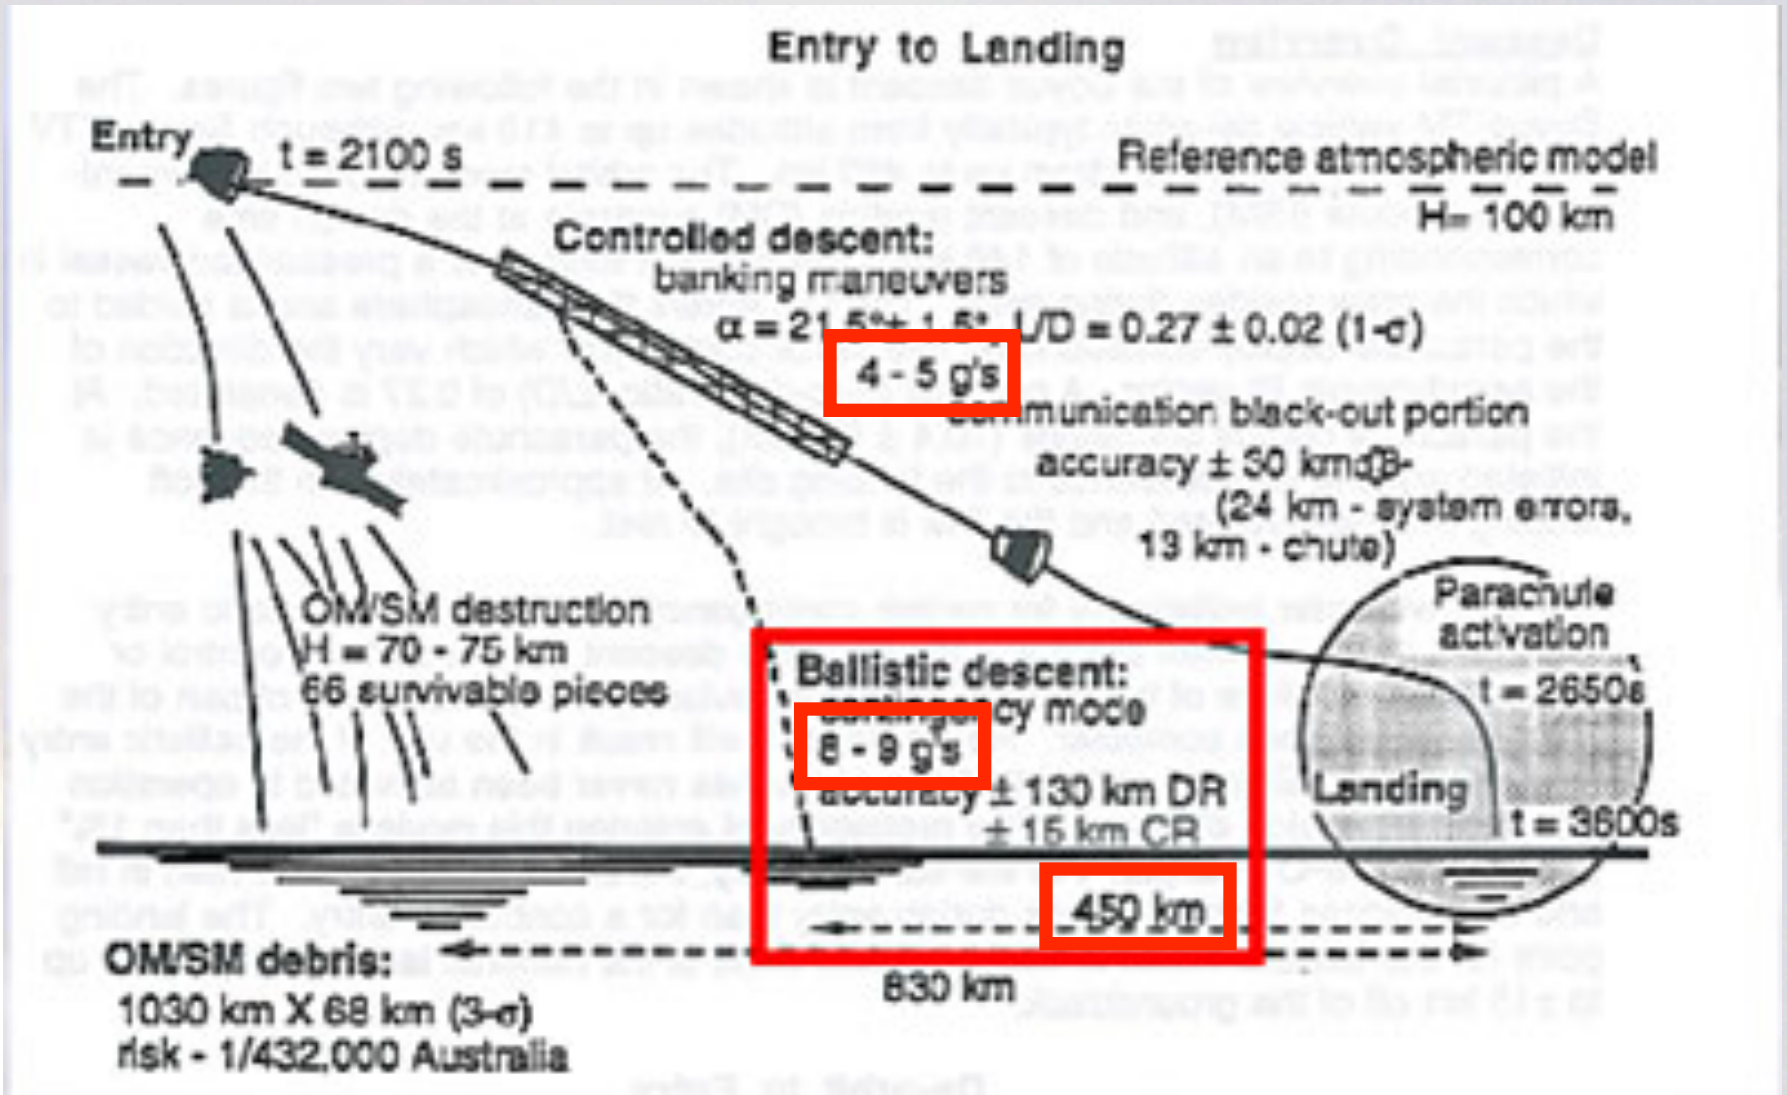 Entry to Landing
Entry
t = 2100 s
Reference atmospheric model
H= 100 km
Controlled descent:
banking maneuvers
α = 21.5°± 1.5°, L/D = 0.27 ± 0.02 (1-σ)
4 - 5 g's
communication black-out portion
accuracy ± 30 km
(24 km - system errors,
13 km - chute)
OM/SM destruction
H = 70 - 75 km
66 survivable pieces
Parachute
activation
t = 2650s
Landing
t = 3600s
Ballistic descent:
contingency mode
8 - 9 g's
accuracy ± 130 km DR
± 15 km CR
450 km
830 km
OM/SM debris:
1030 km X 68 km (3-σ)
risk - 1/432,000 Australia